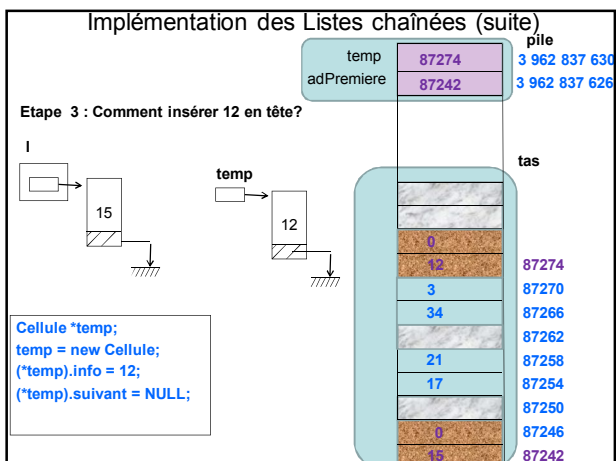 Implémentation des Listes chaînées (suite)
pile
temp 87274 3 962 837 630
adPremiere 87242 3 962 837 626
Etape 3 : Comment insérer 12 en tête?
l
temp
tas
15
12
0
12 87274
3 87270
34 87266
87262
21 87258
17 87254
87250
0 87246
15 87242
Cellule *temp;
temp = new Cellule;
(*temp).info = 12;
(*temp).suivant = NULL;